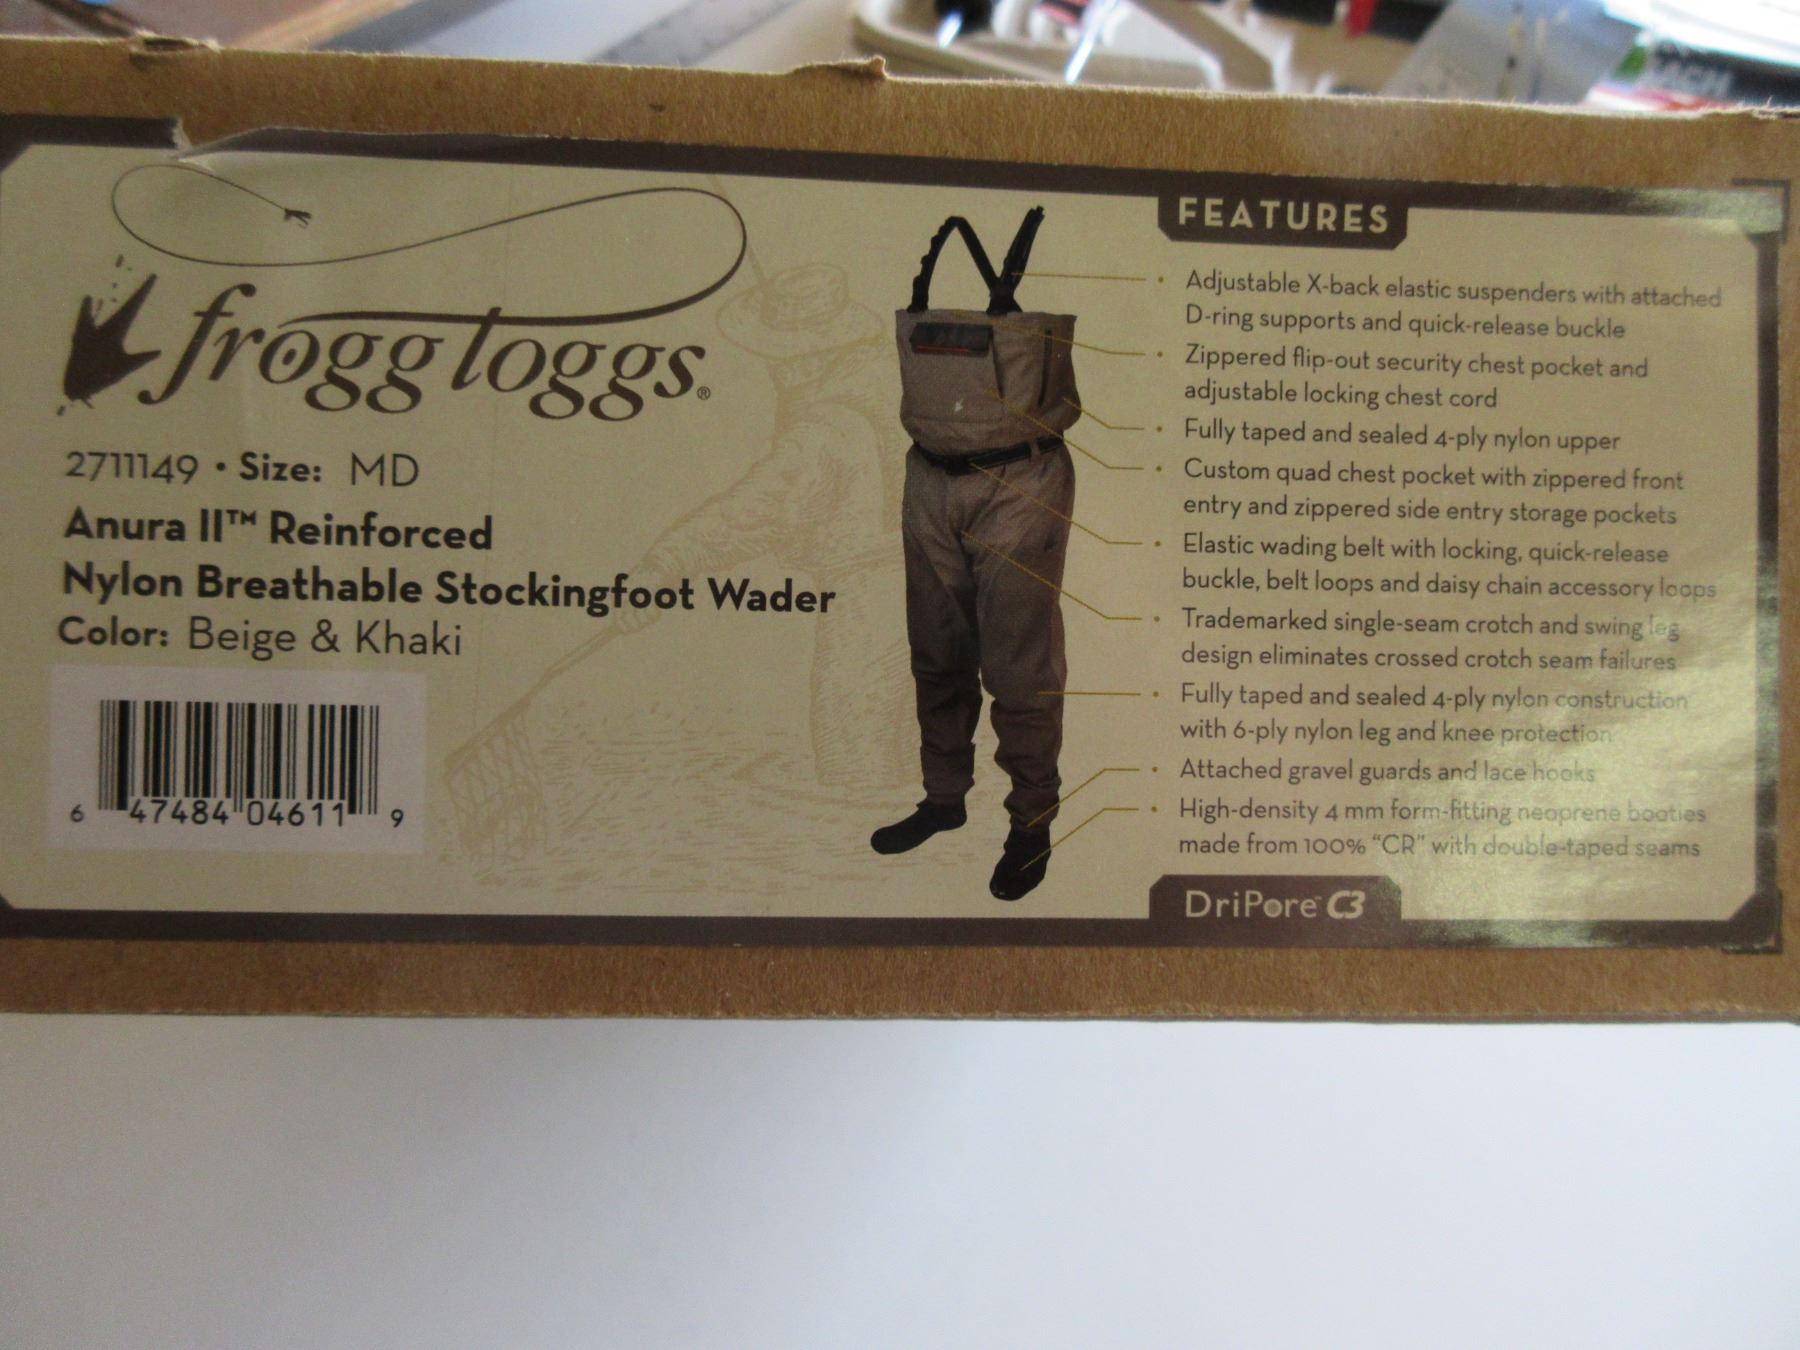 frogg toggs®
2711149 • Size: MD
Anura II™ Reinforced
Nylon Breathable Stockingfoot Wader
Color: Beige & Khaki
6 47484 04611 9
FEATURES
• Adjustable X-back elastic suspenders with attached
D-ring supports and quick-release buckle
• Zippered flip-out security chest pocket and
adjustable locking chest cord
• Fully taped and sealed 4-ply nylon upper
• Custom quad chest pocket with zippered front
entry and zippered side entry storage pockets
• Elastic wading belt with locking, quick-release
buckle, belt loops and daisy chain accessory loops
• Trademarked single-seam crotch and swing leg
design eliminates crossed crotch seam failures
• Fully taped and sealed 4-ply nylon construction
with 6-ply nylon leg and knee protection
• Attached gravel guards and lace hooks
• High-density 4 mm form-fitting neoprene booties
made from 100% “CR” with double-taped seams
DriPore™ C3